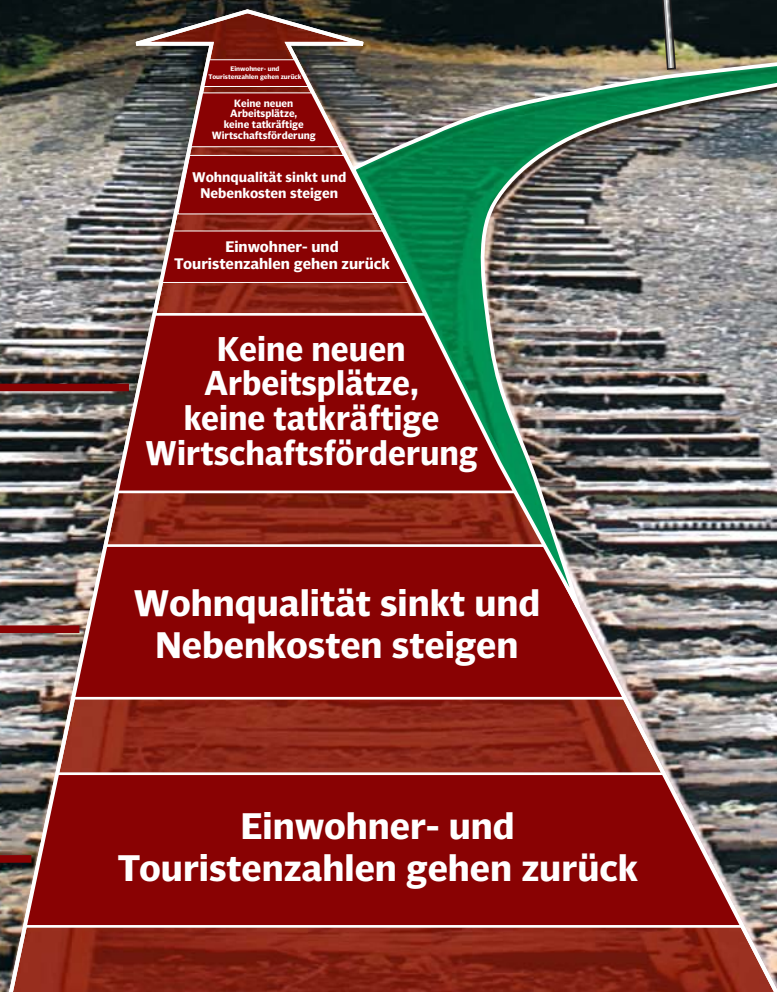 Einwohner- und
Touristenzahlen gehen zurück
Keine neuen
Arbeitsplätze,
keine tatkräftige
Wirtschaftsförderung
Wohnqualität sinkt und
Nebenkosten steigen
Einwohner- und
Touristenzahlen gehen zurück
Keine neuen
Arbeitsplätze,
keine tatkräftige
Wirtschaftsförderung
Wohnqualität sinkt und
Nebenkosten steigen
Einwohner- und
Touristenzahlen gehen zurück